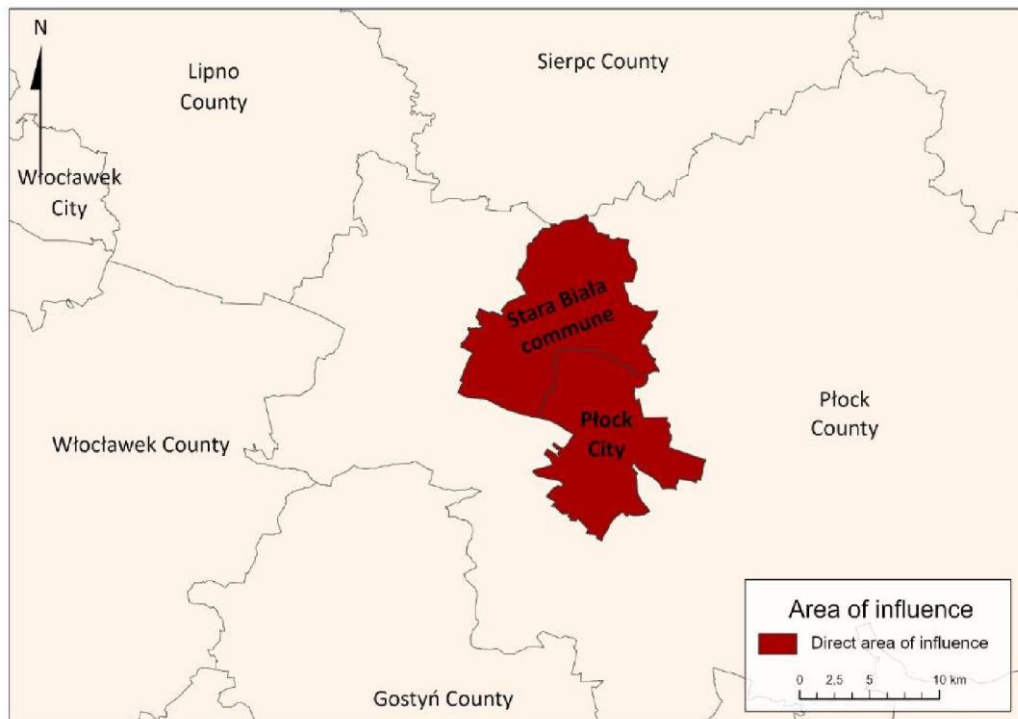 N
Lipno
County
Sierpc County
Włocławek
City
Stara Biała
commune
Płock
City
Płock
County
Włocławek County
Gostyń County
Area of influence
Direct area of influence
0 2.5 5 10 km